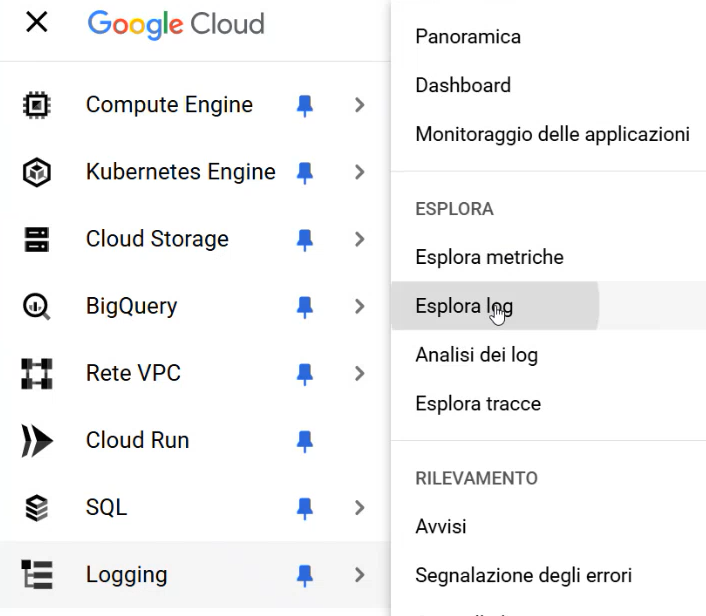 Google Cloud
Compute Engine
Kubernetes Engine
Cloud Storage
BigQuery
Rete VPC
Cloud Run
SQL
Logging
Panoramica
Dashboard
Monitoraggio delle applicazioni
ESPLORA
Esplora metriche
Esplora log
Analisi dei log
Esplora tracce
RILEVAMENTO
Avvisi
Segnalazione degli errori